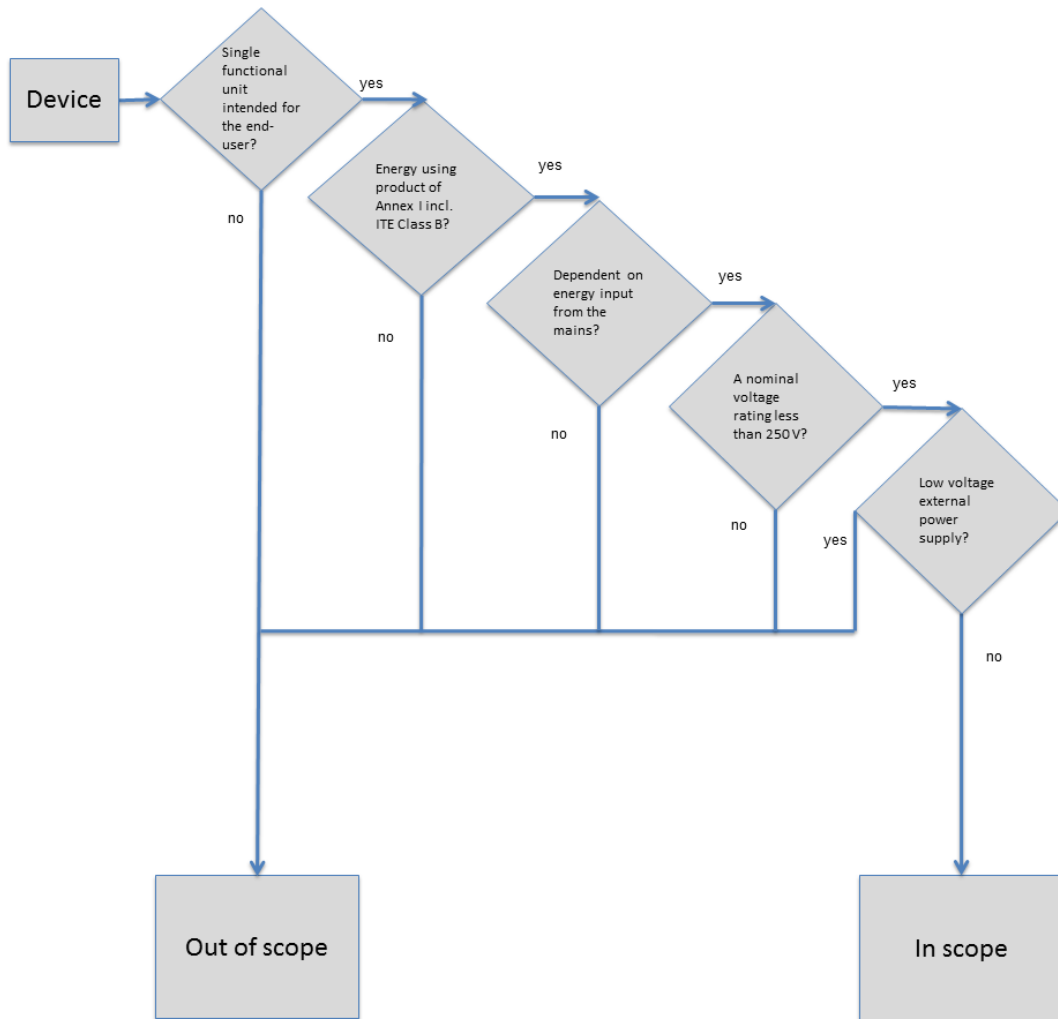 Device
Single
functional
unit
intended for
the end-
user?
yes
no
Energy using
product of
Annex I incl.
ITE Class B?
yes
no
Dependent on
energy input
from the
mains?
yes
no
A nominal
voltage
rating less
than 250 V?
yes
no
Low voltage
external
power
supply?
yes
no
Out of scope
In scope